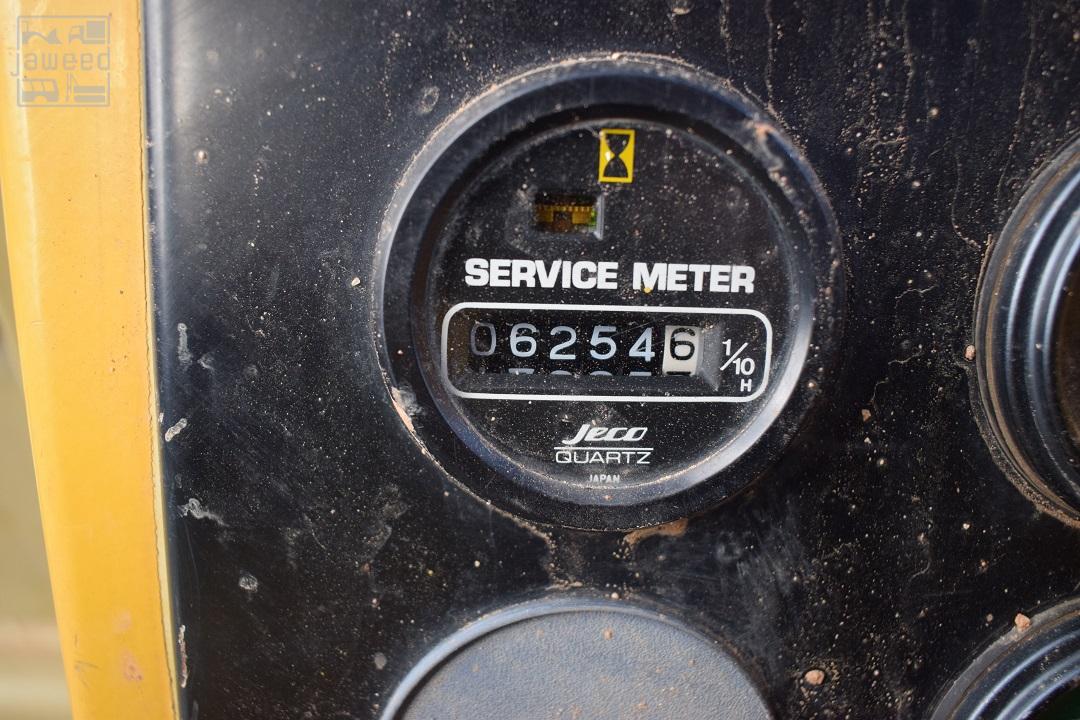 jaweed
SERVICE METER
062546 1/10
H
Jeco
QUARTZ
JAPAN